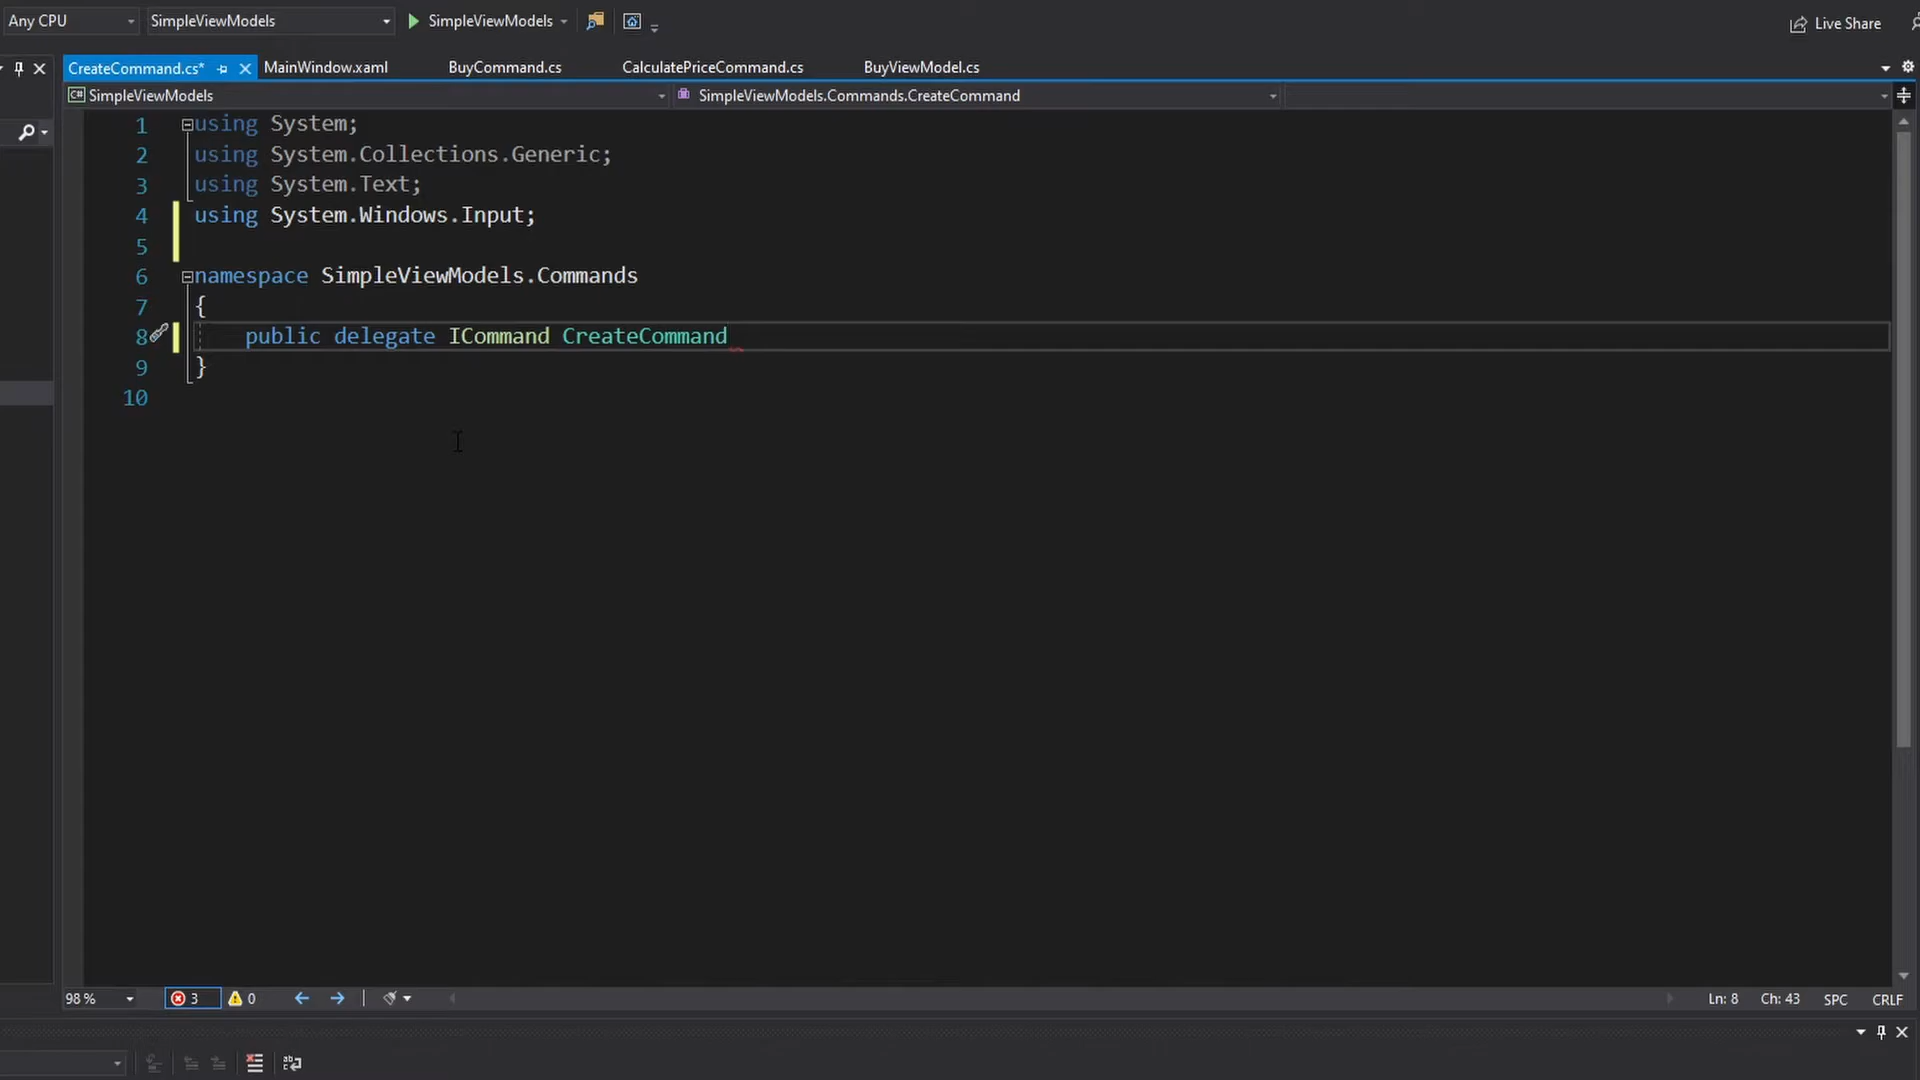 Any CPU SimpleViewModels SimpleViewModels Live Share
CreateCommand.cs* MainWindow.xaml BuyCommand.cs CalculatePriceCommand.cs BuyViewModel.cs
C# SimpleViewModels SimpleViewModels.Commands.CreateCommand
1 using System;
2 using System.Collections.Generic;
3 using System.Text;
4 using System.Windows.Input;
5
6 namespace SimpleViewModels.Commands
7 {
8 public delegate ICommand CreateCommand
9 }
10
98 % 3 0 Ln: 8 Ch: 43 SPC CRLF